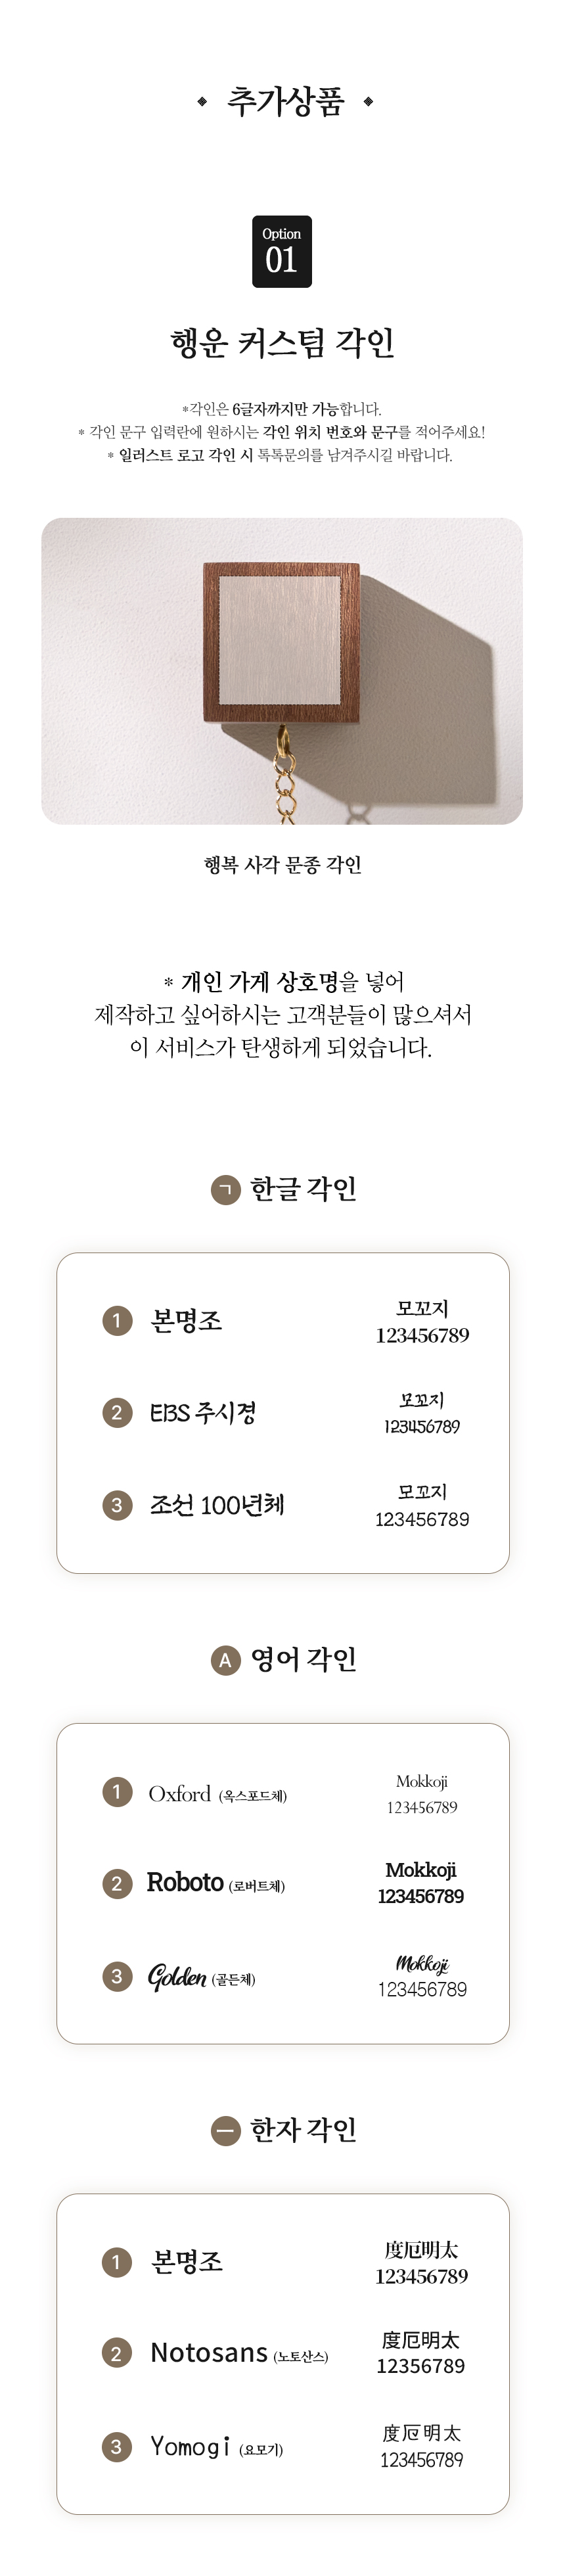 추가상품
Option
01
행운 커스텀 각인
*각인은 6글자까지만 가능합니다.
* 각인 문구 입력란에 원하시는 각인 위치 번호와 문구를 적어주세요!
* 일러스트 로고 각인 시 톡톡문의를 남겨주시길 바랍니다.
행복 사각 문종 각인
* 개인 가게 상호명을 넣어
제작하고 싶어하시는 고객분들이 많으셔서
이 서비스가 탄생하게 되었습니다.
ㄱ 한글 각인
1 본명조 모꼬지
123456789
2 EBS 주시경 모꼬지
123456789
3 조선 100년체 모꼬지
123456789
A 영어 각인
1 Oxford (옥스포드체) Mokkoji
123456789
2 Roboto (로버트체) Mokkoji
123456789
3 Golden (골든체) Mokkoji
123456789
一 한자 각인
1 본명조 度厄明太
123456789
2 Notosans (노토산스) 度厄明太
12356789
3 Yomogi (요모기) 度厄明太
123456789